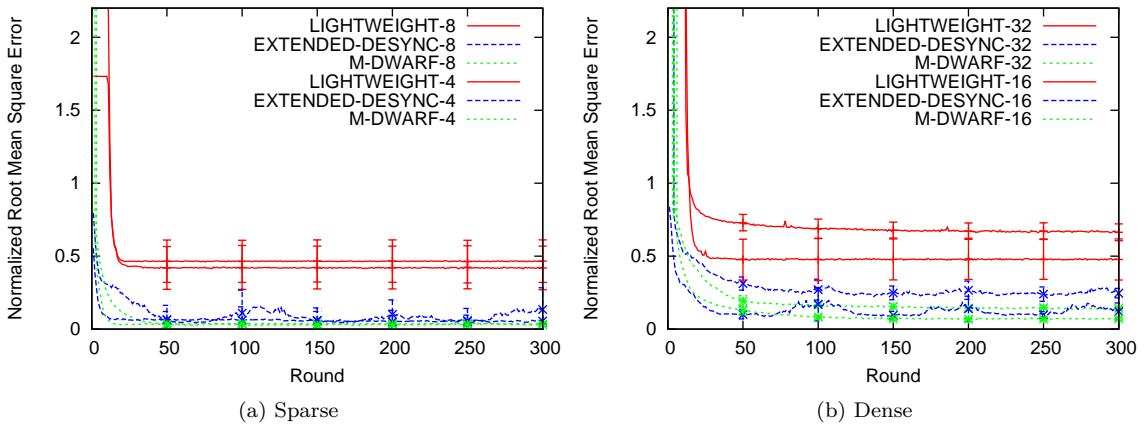 Normalized Root Mean Square Error
2
1.5
1
0.5
0
0 50 100 150 200 250 300
Round
LIGHTWEIGHT-8
EXTENDED-DESYNC-8
M-DWARF-8
LIGHTWEIGHT-4
EXTENDED-DESYNC-4
M-DWARF-4
(a) Sparse
Normalized Root Mean Square Error
2
1.5
1
0.5
0
0 50 100 150 200 250 300
Round
LIGHTWEIGHT-32
EXTENDED-DESYNC-32
M-DWARF-32
LIGHTWEIGHT-16
EXTENDED-DESYNC-16
M-DWARF-16
(b) Dense